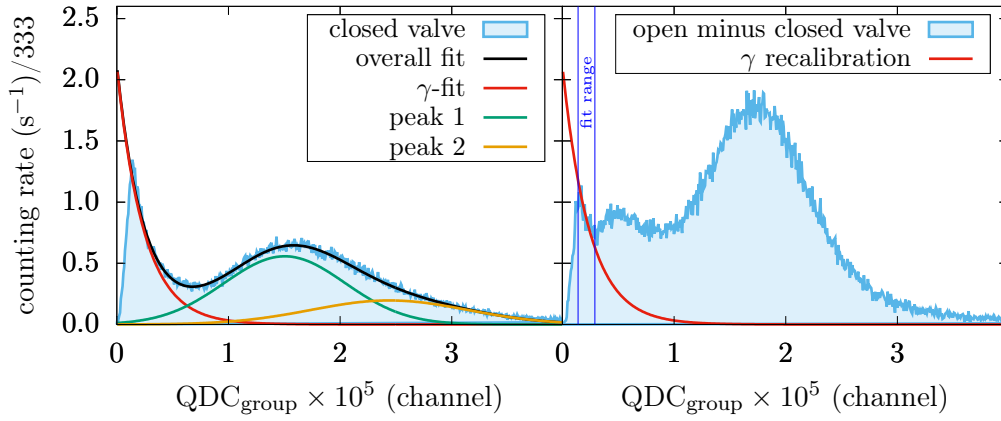 counting rate (s⁻¹)/333
2.5
2.0
1.5
1.0
0.5
0.0
closed valve
overall fit
γ-fit
peak 1
peak 2
0 1 2 3
QDC_group × 10⁵ (channel)
open minus closed valve
γ recalibration
fit range
0 1 2 3
QDC_group × 10⁵ (channel)